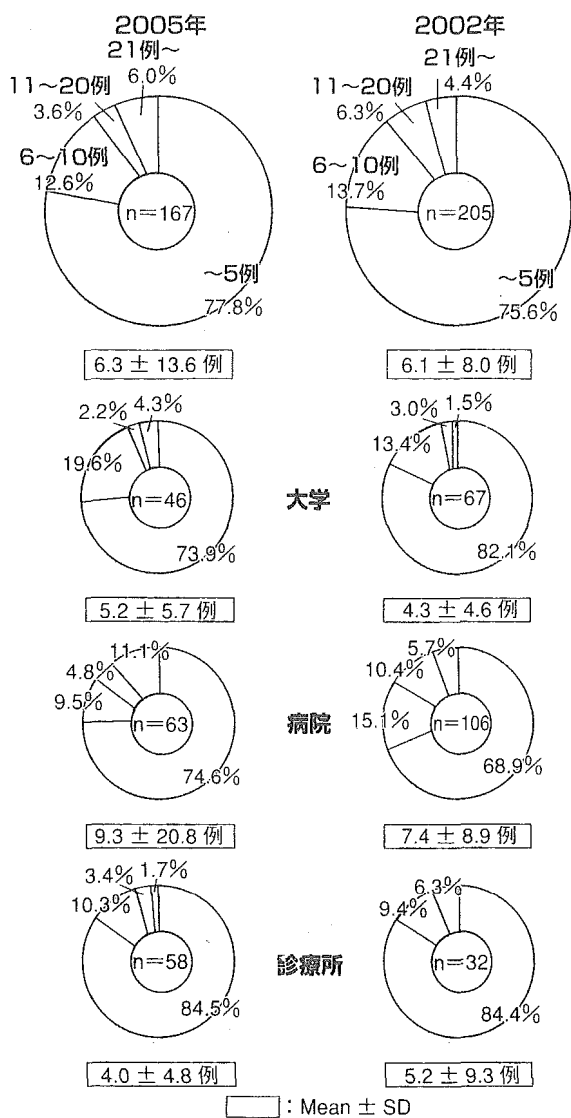 2005年
2002年
21例～
6.0%
11～20例
3.6%
6～10例
12.6%
n=167
～5例
77.8%
6.3 ± 13.6 例
21例～
4.4%
11～20例
6.3%
6～10例
13.7%
n=205
～5例
75.6%
6.1 ± 8.0 例
大学
2.2%
4.3%
19.6%
n=46
73.9%
5.2 ± 5.7 例
3.0%
1.5%
13.4%
n=67
82.1%
4.3 ± 4.6 例
病院
11.1%
4.8%
9.5%
n=63
74.6%
9.3 ± 20.8 例
5.7%
10.4%
15.1%
n=106
68.9%
7.4 ± 8.9 例
診療所
3.4%
1.7%
10.3%
n=58
84.5%
4.0 ± 4.8 例
6.3%
9.4%
n=32
84.4%
5.2 ± 9.3 例
：Mean ± SD